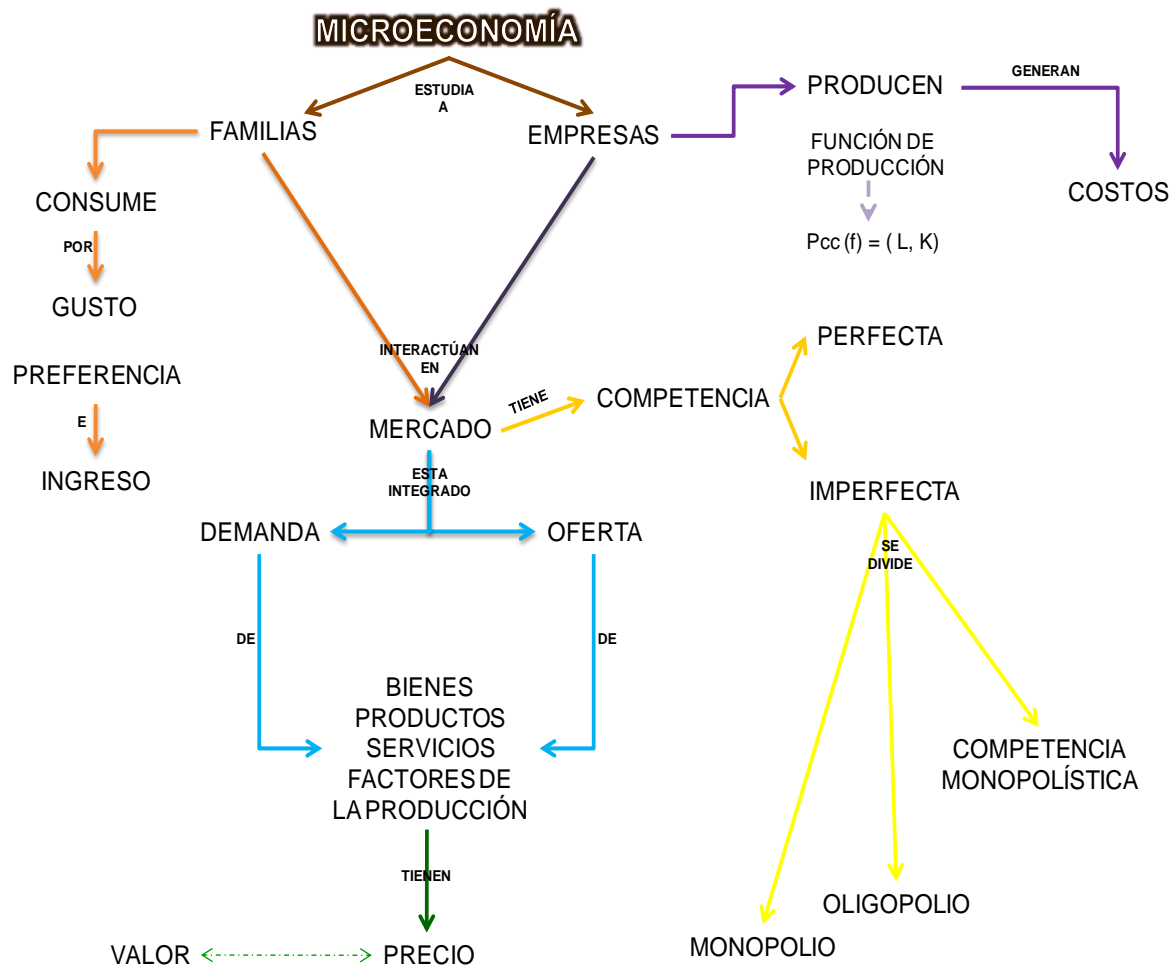 MICROECONOMÍA
ESTUDIA
A
FAMILIAS
EMPRESAS
PRODUCEN
GENERAN
COSTOS
FUNCIÓN DE
PRODUCCIÓN
Pcc (f) = ( L, K)
CONSUME
POR
GUSTO
PREFERENCIA
E
INGRESO
INTERACTÚAN
EN
MERCADO
TIENE
COMPETENCIA
PERFECTA
IMPERFECTA
SE
DIVIDE
MONOPOLIO
OLIGOPOLIO
COMPETENCIA
MONOPOLÍSTICA
ESTA
INTEGRADO
DEMANDA
OFERTA
DE
DE
BIENES
PRODUCTOS
SERVICIOS
FACTORES DE
LA PRODUCCIÓN
TIENEN
VALOR
PRECIO